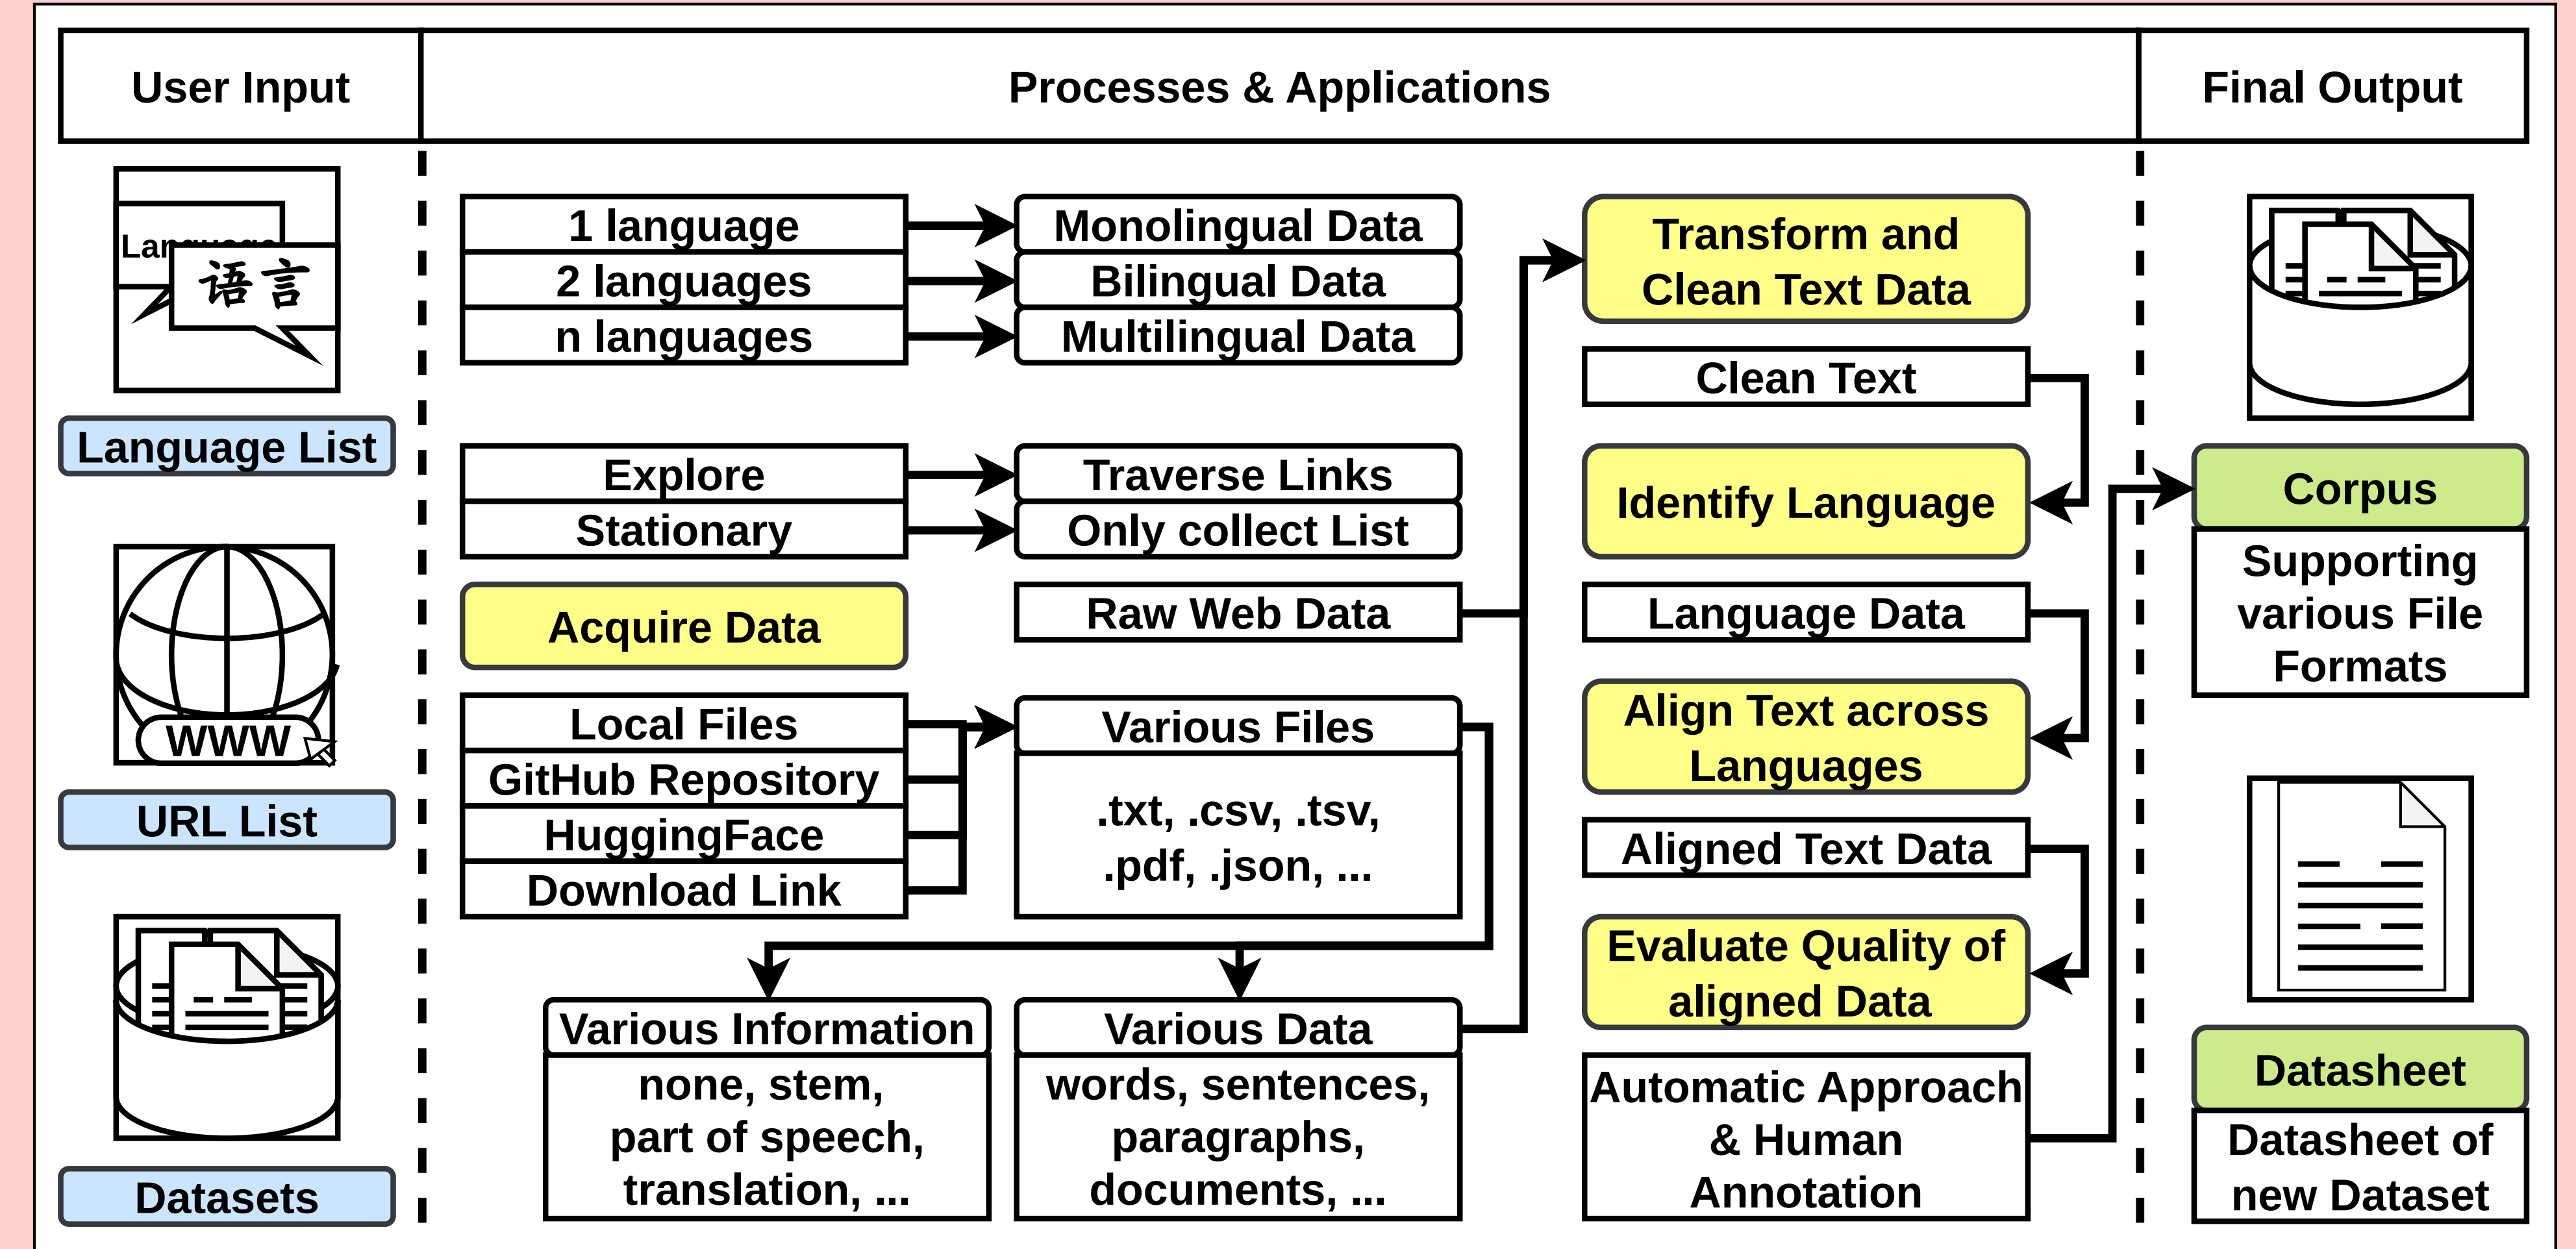 User Input
Processes & Applications
Final Output
语言
Language List
WWW
URL List
Datasets
1 language
2 languages
n languages
Monolingual Data
Bilingual Data
Multilingual Data
Explore
Stationary
Traverse Links
Only collect List
Acquire Data
Raw Web Data
Local Files
GitHub Repository
HuggingFace
Download Link
Various Files
.txt, .csv, .tsv,
.pdf, .json, ...
Various Information
none, stem,
part of speech,
translation, ...
Various Data
words, sentences,
paragraphs,
documents, ...
Transform and
Clean Text Data
Clean Text
Identify Language
Language Data
Align Text across
Languages
Aligned Text Data
Evaluate Quality of
aligned Data
Automatic Approach
& Human
Annotation
Corpus
Supporting
various File
Formats
Datasheet
Datasheet of
new Dataset